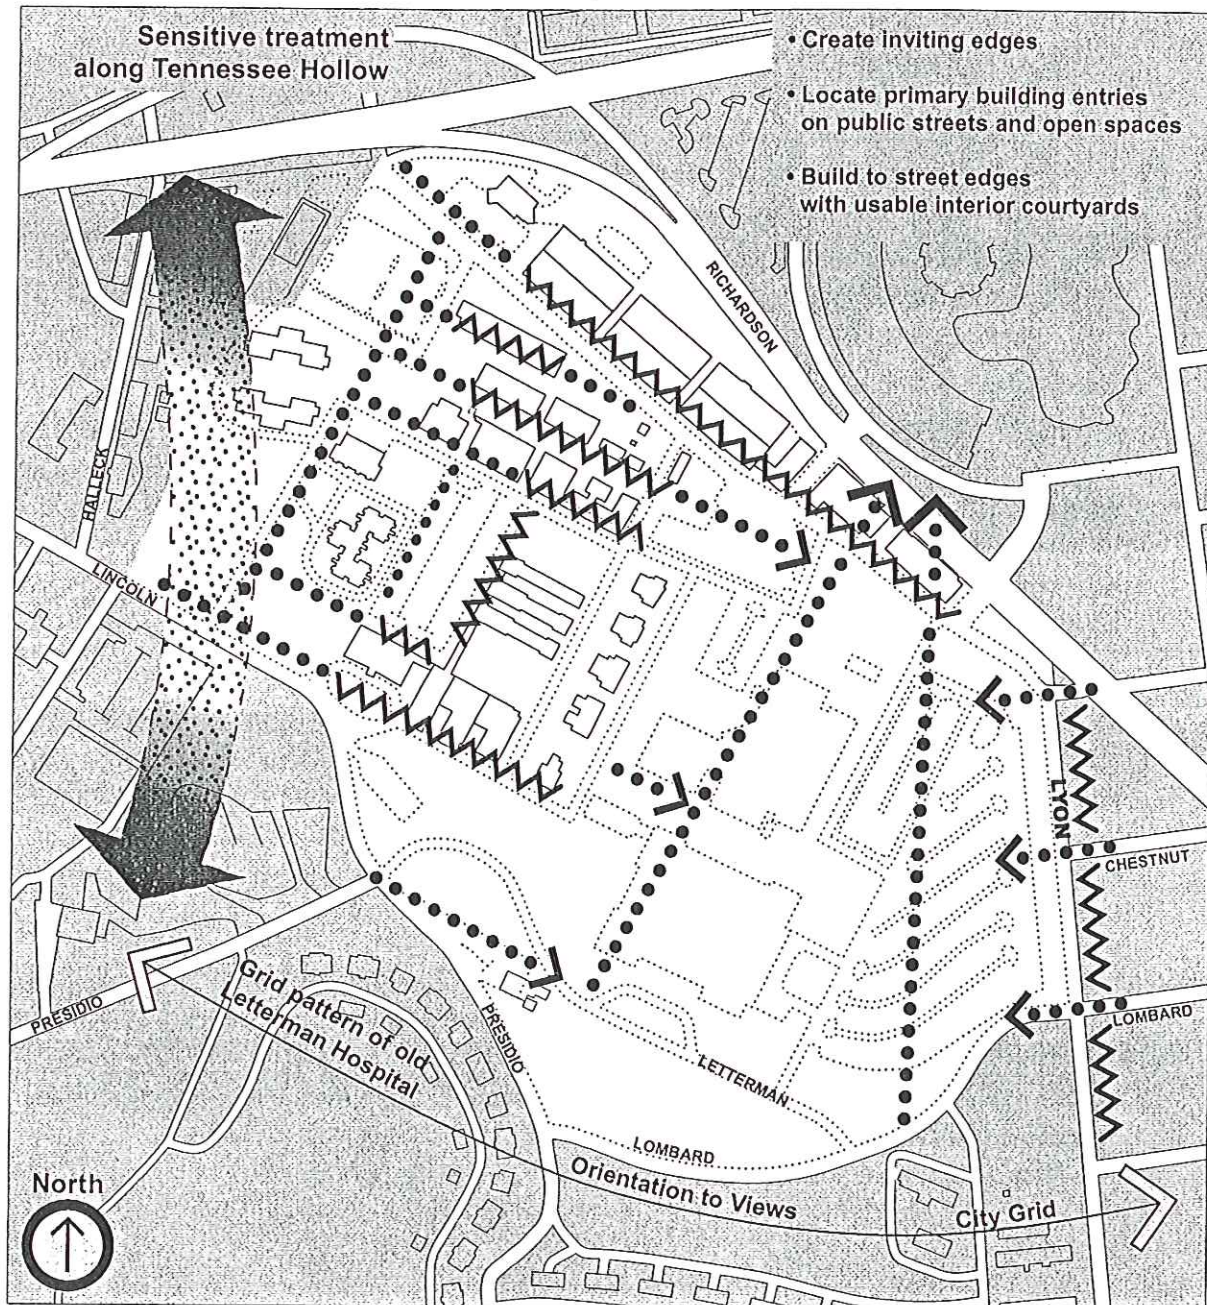 Sensitive treatment
along Tennessee Hollow
• Create inviting edges
• Locate primary building entries
on public streets and open spaces
• Build to street edges
with usable interior courtyards
RICHARDSON
HALLECK
LINCOLN
LYON
CHESTNUT
LOMBARD
PRESIDIO
Grid pattern of old
Letterman Hospital
PRESIDIO
LETTERMAN
LOMBARD
Orientation to Views
City Grid
North